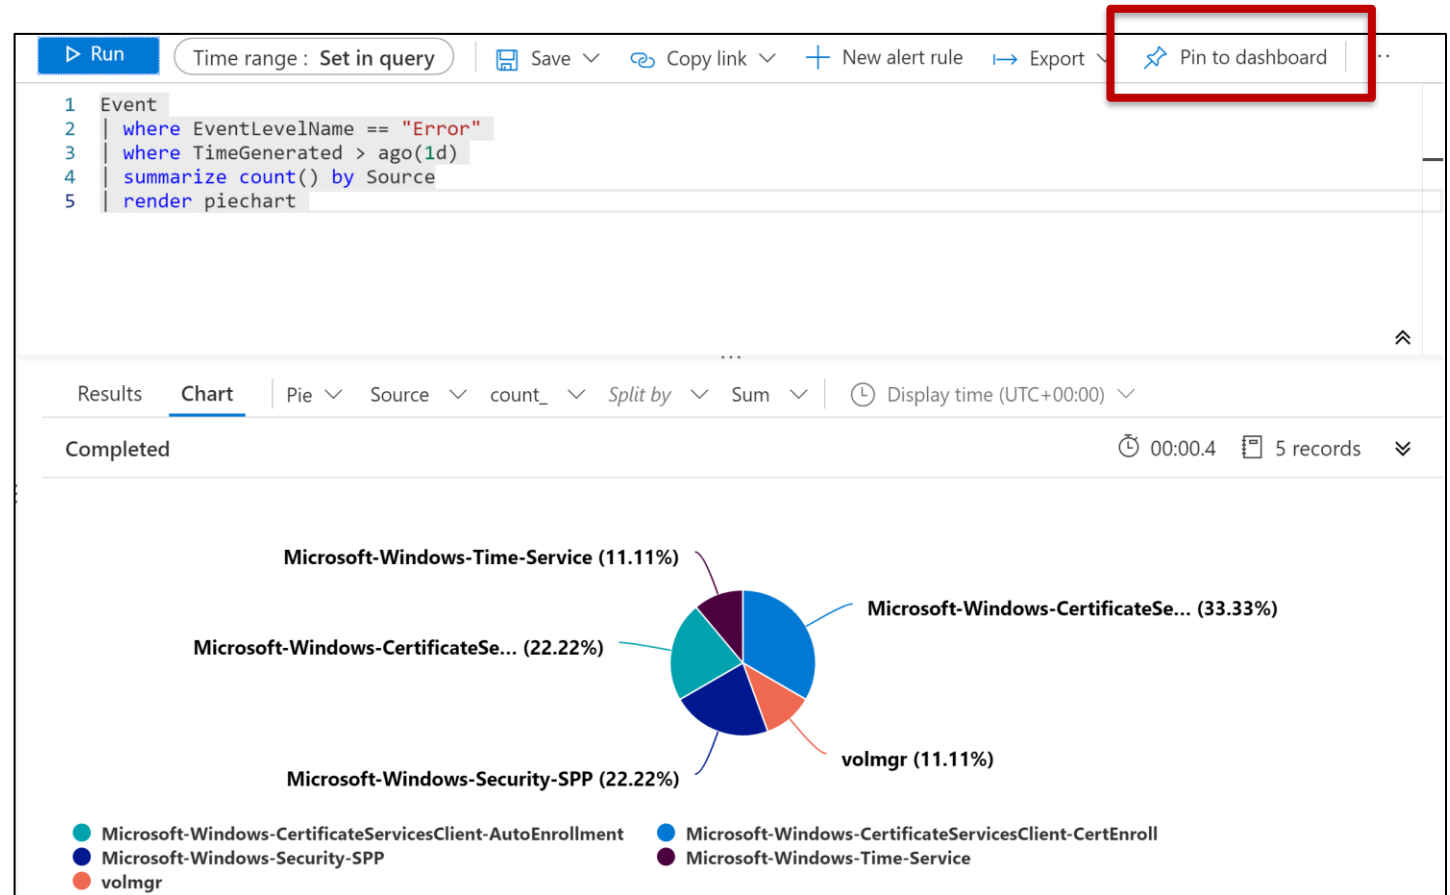 Run Time range : Set in query Save Copy link New alert rule Export Pin to dashboard ...
1 Event
2 | where EventLevelName == "Error"
3 | where TimeGenerated > ago(1d)
4 | summarize count() by Source
5 | render piechart
...
Results Chart Pie Source count_ Split by Sum Display time (UTC+00:00)
Completed 00:00.4 5 records
Microsoft-Windows-Time-Service (11.11%)
Microsoft-Windows-CertificateSe... (33.33%)
Microsoft-Windows-CertificateSe... (22.22%)
volmgr (11.11%)
Microsoft-Windows-Security-SPP (22.22%)
Microsoft-Windows-CertificateServicesClient-AutoEnrollment Microsoft-Windows-CertificateServicesClient-CertEnroll
Microsoft-Windows-Security-SPP Microsoft-Windows-Time-Service
volmgr